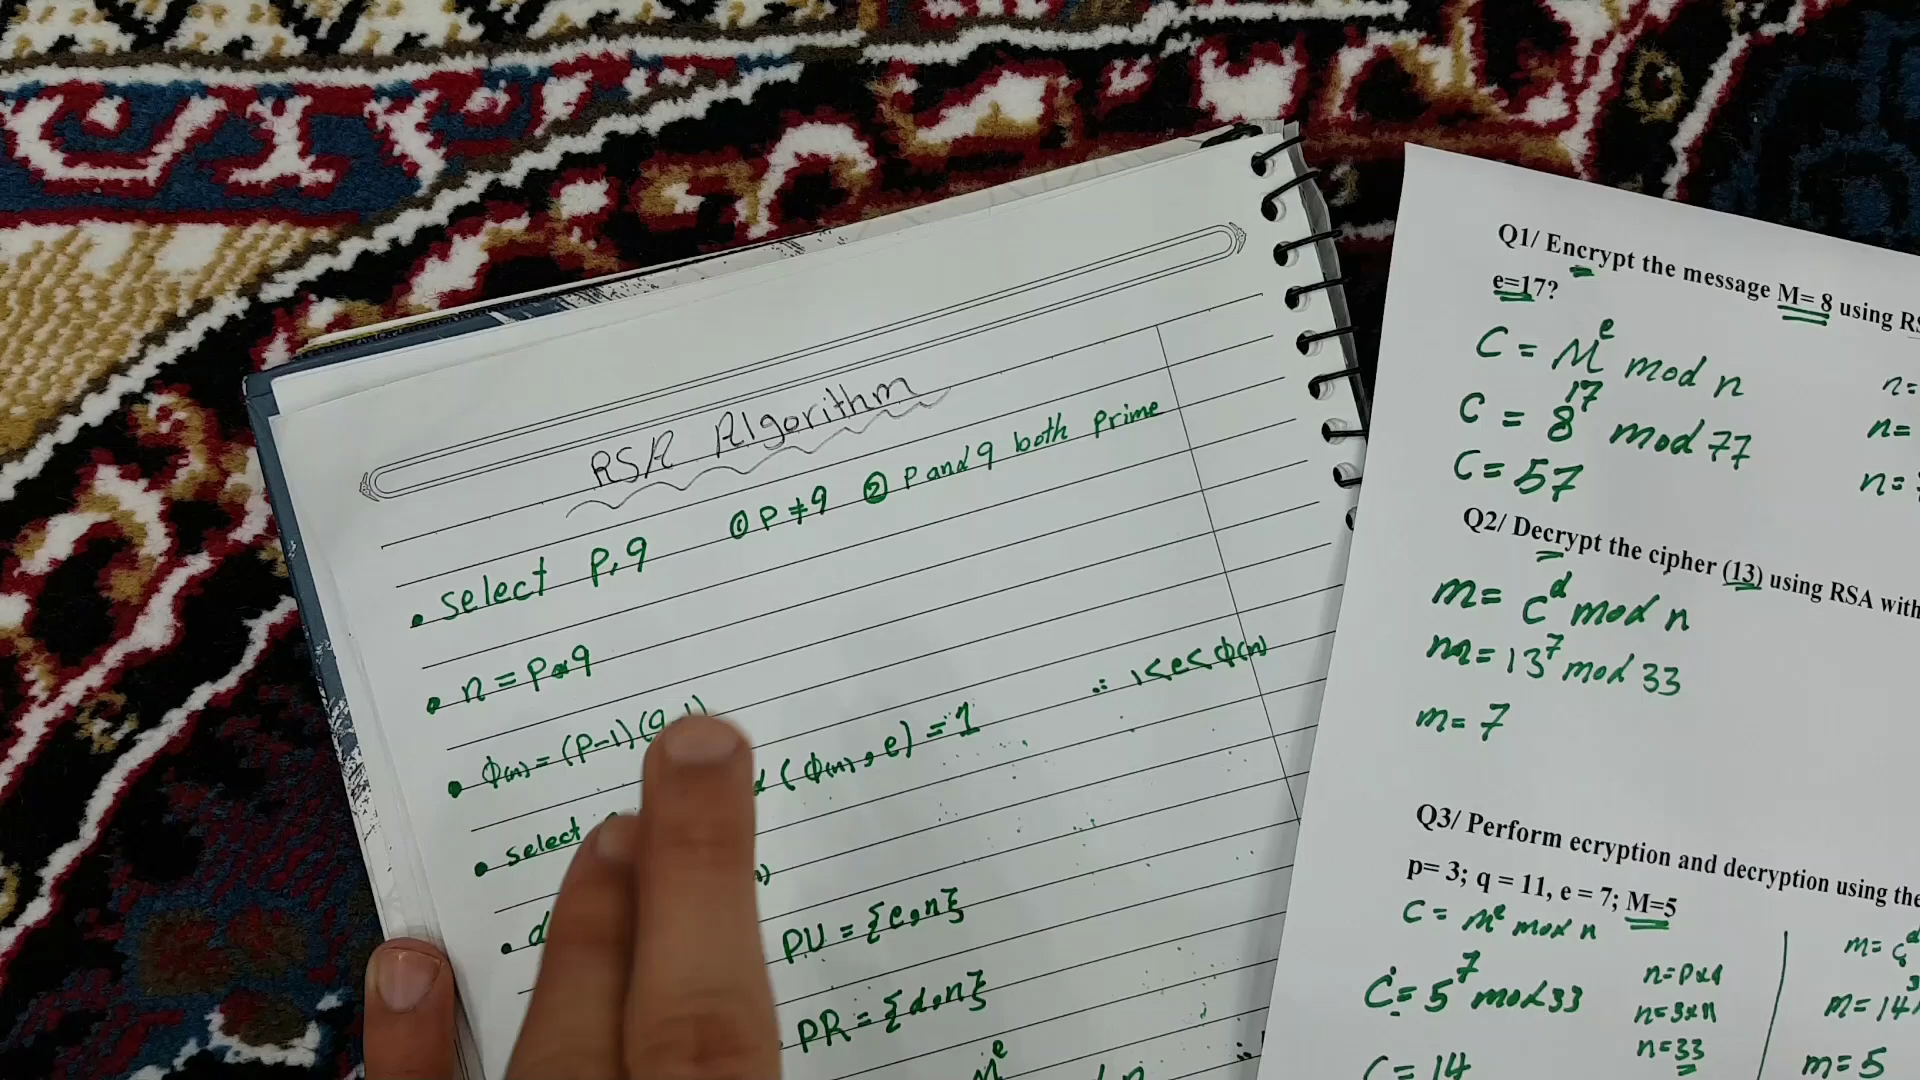 RSA Algorithm
• select P,q ① P≠q ② P and q both prime
• n = P*q
• Φ(n) = (P-1)(q-1)
• select (Φ(n), e) = 1 ∴ 1<e<Φ(n)
• d
PU = {e,n}
PR = {d,n}
Q1/ Encrypt the message M= 8 using
e=17?
C = M^e mod n
n=
C = 8^17 mod 77
n=
C = 57
n=
Q2/ Decrypt the cipher (13) using RSA with
m = C^d mod n
m = 13^7 mod 33
m = 7
Q3/ Perform ecryption and decryption using the
p= 3; q = 11, e = 7; M=5
C = M^e mod n
C = 5^7 mod 33
C = 14
n=P*q
n=3*11
n=33
m=
m=14
m=5